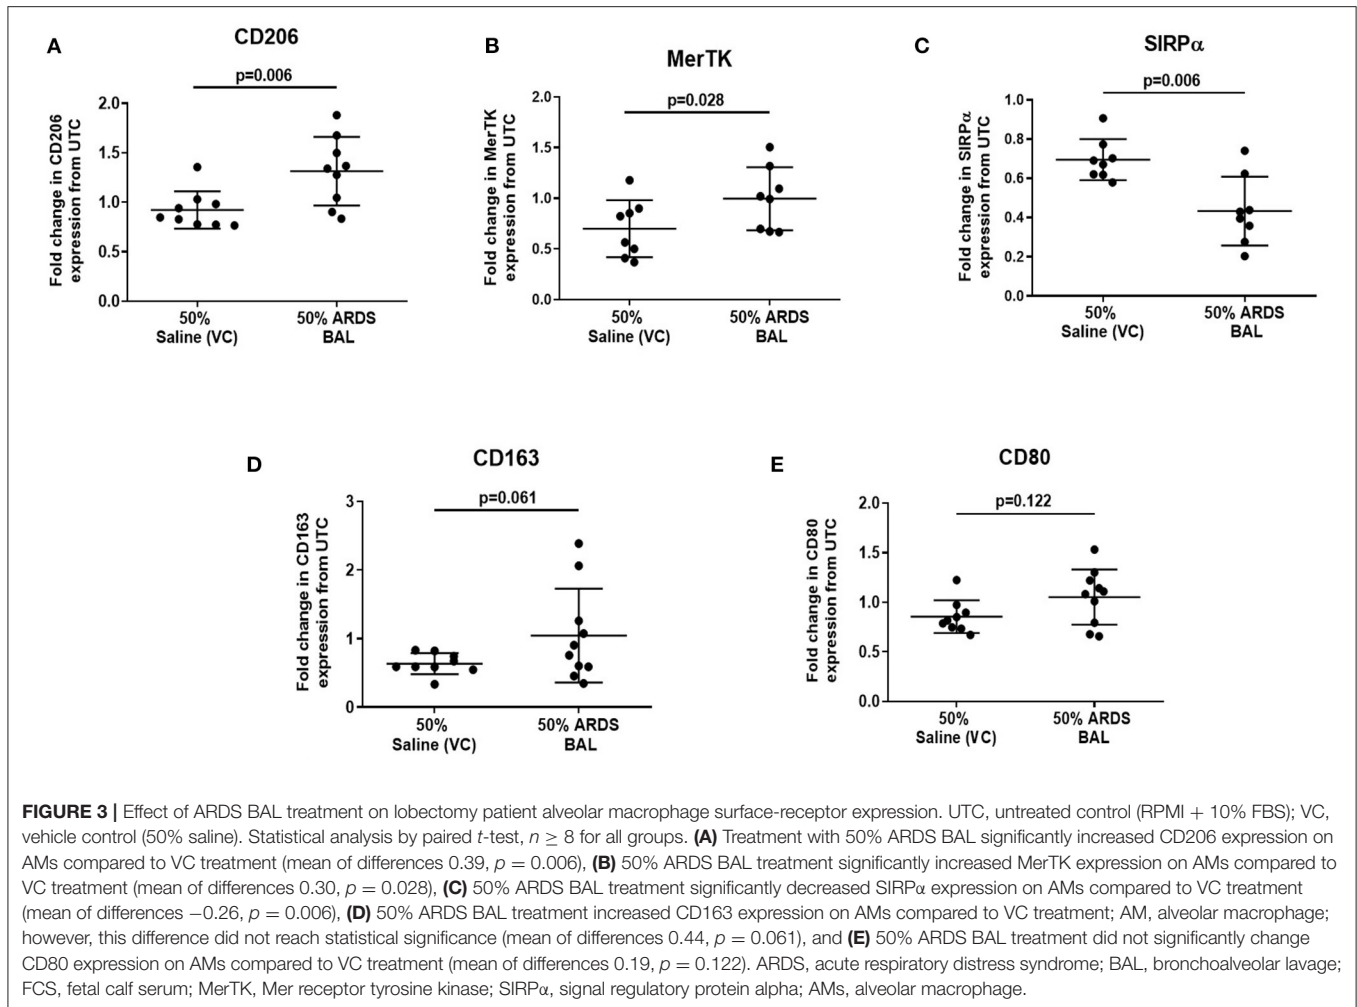 A
CD206
p=0.006
Fold change in CD206
expression from UTC
2.0
1.5
1.0
0.5
0.0
50%
Saline (VC)
50% ARDS
BAL
B
MerTK
p=0.028
Fold change in MerTK
expression from UTC
2.0
1.5
1.0
0.5
0.0
50%
Saline (VC)
50% ARDS
BAL
C
SIRPα
p=0.006
Fold change in SIRPα
expression from UTC
1.0
0.8
0.6
0.4
0.2
0.0
50%
Saline (VC)
50% ARDS
BAL
D
CD163
p=0.061
Fold change in CD163
expression from UTC
3
2
1
0
50%
Saline (VC)
50% ARDS
BAL
E
CD80
p=0.122
Fold change in CD80
expression from UTC
2.0
1.5
1.0
0.5
0.0
50%
Saline (VC)
50% ARDS
BAL
FIGURE 3 | Effect of ARDS BAL treatment on lobectomy patient alveolar macrophage surface-receptor expression. UTC, untreated control (RPMI + 10% FBS); VC,
vehicle control (50% saline). Statistical analysis by paired t-test, n ≥ 8 for all groups. (A) Treatment with 50% ARDS BAL significantly increased CD206 expression on
AMs compared to VC treatment (mean of differences 0.39, p = 0.006), (B) 50% ARDS BAL treatment significantly increased MerTK expression on AMs compared to
VC treatment (mean of differences 0.30, p = 0.028), (C) 50% ARDS BAL treatment significantly decreased SIRPα expression on AMs compared to VC treatment
(mean of differences −0.26, p = 0.006), (D) 50% ARDS BAL treatment increased CD163 expression on AMs compared to VC treatment; AM, alveolar macrophage;
however, this difference did not reach statistical significance (mean of differences 0.44, p = 0.061), and (E) 50% ARDS BAL treatment did not significantly change
CD80 expression on AMs compared to VC treatment (mean of differences 0.19, p = 0.122). ARDS, acute respiratory distress syndrome; BAL, bronchoalveolar lavage;
FCS, fetal calf serum; MerTK, Mer receptor tyrosine kinase; SIRPα, signal regulatory protein alpha; AMs, alveolar macrophage.